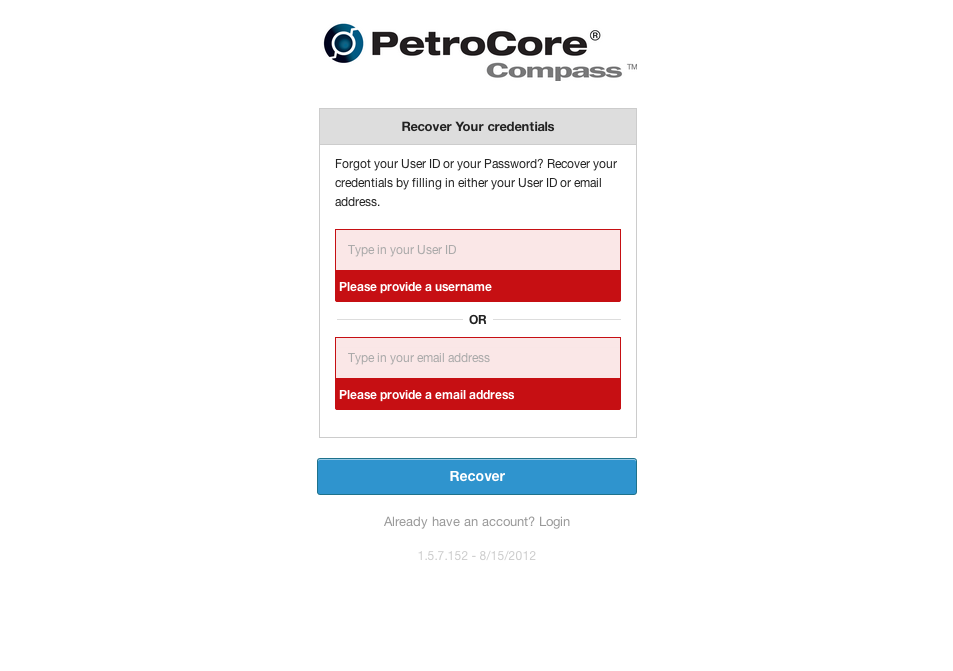 PetroCore®
Compass ™
Recover Your credentials
Forgot your User ID or your Password? Recover your
credentials by filling in either your User ID or email
address.
Type in your User ID
Please provide a username
OR
Type in your email address
Please provide a email address
Recover
Already have an account? Login
1.5.7.152 - 8/15/2012